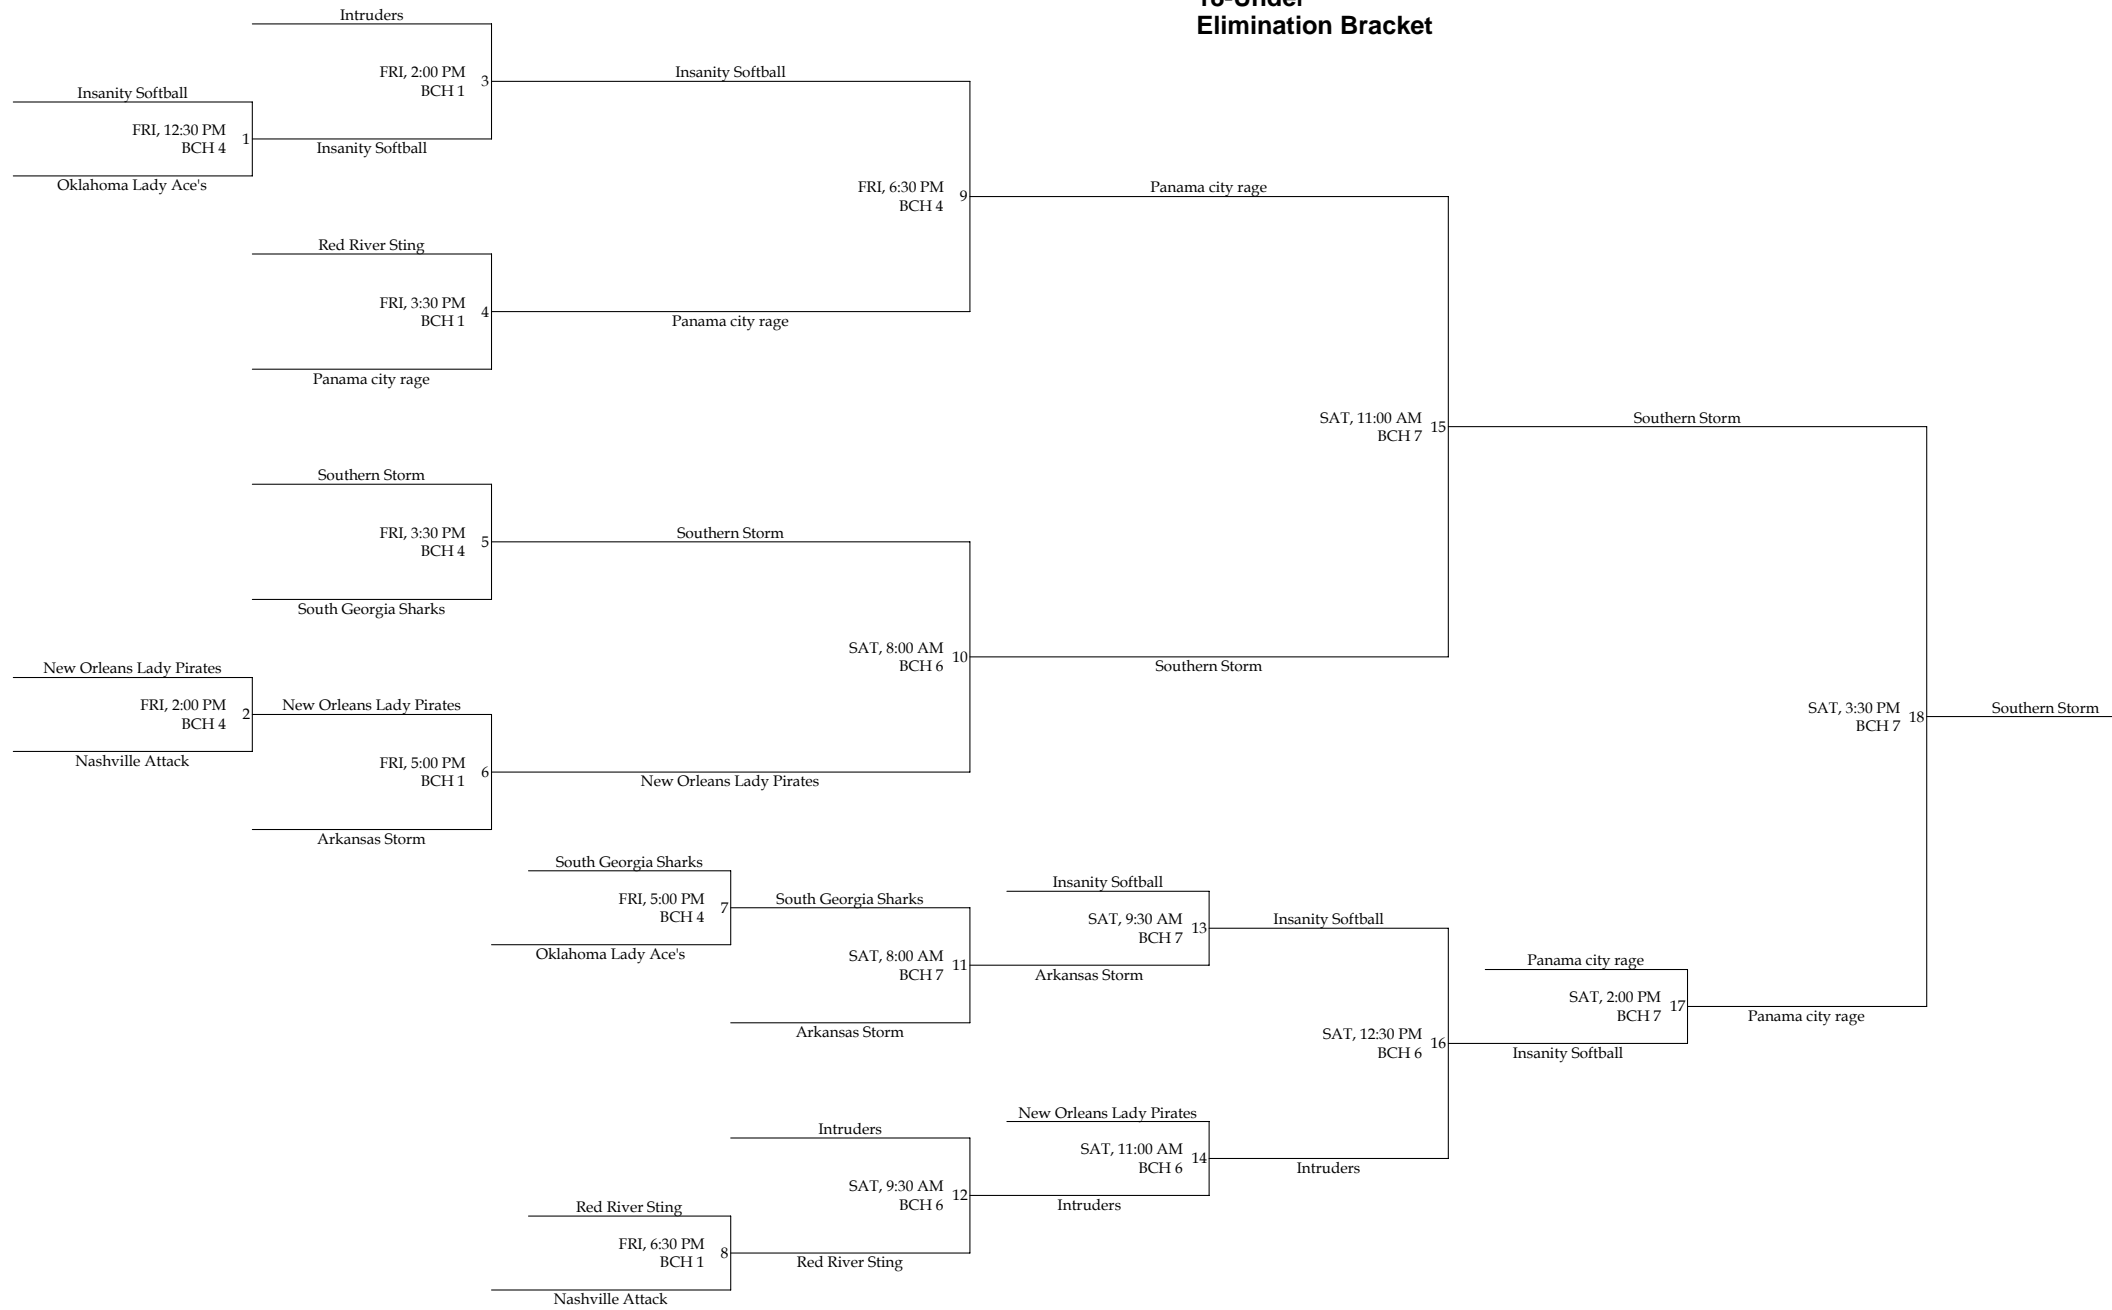 18-Under
Elimination Bracket
Intruders
FRI, 2:00 PM
BCH 1
3
Insanity Softball
Insanity Softball
FRI, 12:30 PM
BCH 4
1
Insanity Softball
Oklahoma Lady Ace's
FRI, 6:30 PM
BCH 4
9
Panama city rage
Red River Sting
FRI, 3:30 PM
BCH 1
4
Panama city rage
Panama city rage
SAT, 11:00 AM
BCH 7
15
Southern Storm
Southern Storm
FRI, 3:30 PM
BCH 4
5
Southern Storm
South Georgia Sharks
SAT, 8:00 AM
BCH 6
10
Southern Storm
New Orleans Lady Pirates
FRI, 2:00 PM
BCH 4
2
New Orleans Lady Pirates
Nashville Attack
FRI, 5:00 PM
BCH 1
6
New Orleans Lady Pirates
Arkansas Storm
SAT, 3:30 PM
BCH 7
18
Southern Storm
South Georgia Sharks
FRI, 5:00 PM
BCH 4
7
South Georgia Sharks
Oklahoma Lady Ace's
SAT, 8:00 AM
BCH 7
11
Arkansas Storm
Insanity Softball
SAT, 9:30 AM
BCH 7
13
Insanity Softball
Arkansas Storm
Panama city rage
SAT, 2:00 PM
BCH 7
17
Panama city rage
SAT, 12:30 PM
BCH 6
16
Insanity Softball
New Orleans Lady Pirates
SAT, 11:00 AM
BCH 6
14
Intruders
Intruders
SAT, 9:30 AM
BCH 6
12
Intruders
Red River Sting
FRI, 6:30 PM
BCH 1
8
Red River Sting
Nashville Attack